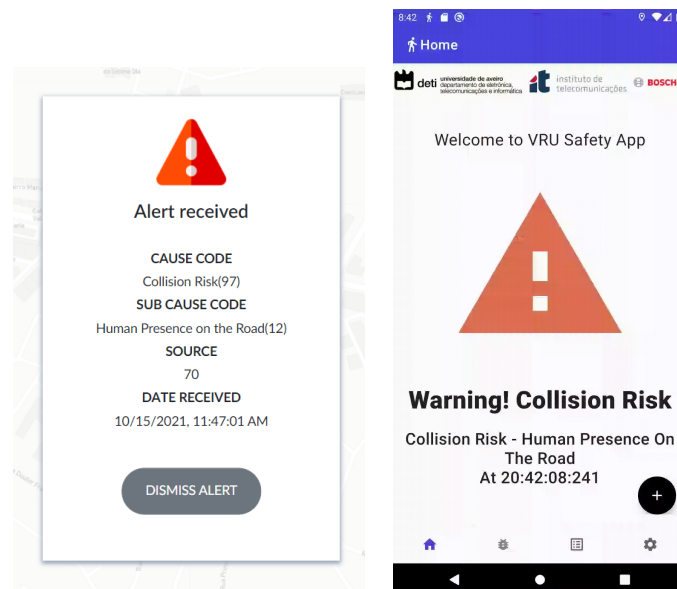 Alert received
CAUSE CODE
Collision Risk(97)
SUB CAUSE CODE
Human Presence on the Road(12)
SOURCE
70
DATE RECEIVED
10/15/2021, 11:47:01 AM
DISMISS ALERT
8:42
Home
deti universidade de aveiro
departamento de eletrónica,
telecomunicações e informática
instituto de
telecomunicações
BOSCH
Welcome to VRU Safety App
Warning! Collision Risk
Collision Risk - Human Presence On
The Road
At 20:42:08:241
+